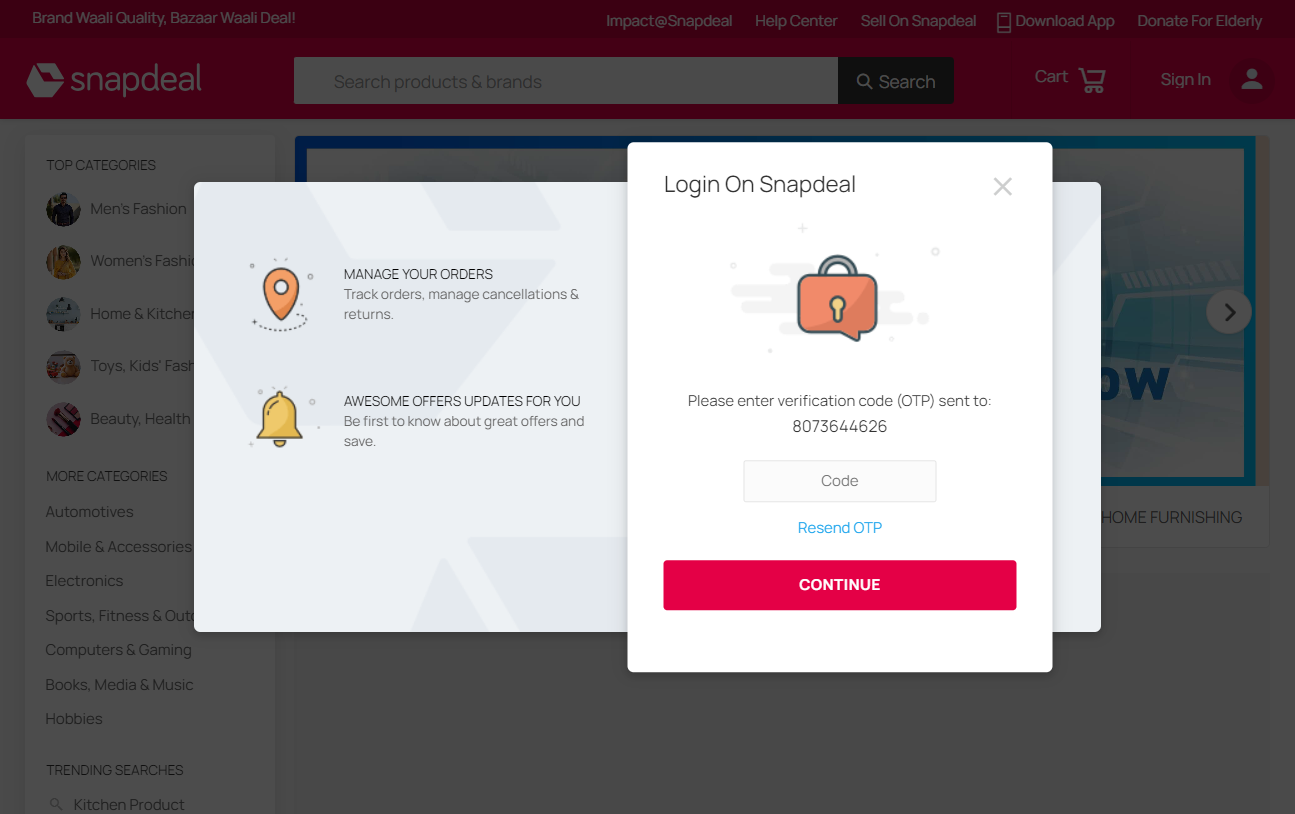 Brand Waali Quality, Bazaar Waali Deal!
Impact@Snapdeal
Help Center
Sell On Snapdeal
Download App
Donate For Elderly
snapdeal
Search products & brands
Search
Cart
Sign In
TOP CATEGORIES
Men's Fashion
Women's Fashi
Home & Kitchen
Toys, Kids' Fash
Beauty, Health
MORE CATEGORIES
Automotives
Mobile & Accessories
Electronics
Sports, Fitness & Outd
Computers & Gaming
Books, Media & Music
Hobbies
TRENDING SEARCHES
Kitchen Product
MANAGE YOUR ORDERS
Track orders, manage cancellations &
returns.
AWESOME OFFERS UPDATES FOR YOU
Be first to know about great offers and
save.
Login On Snapdeal
Please enter verification code (OTP) sent to:
8073644626
Code
Resend OTP
CONTINUE
OW
HOME FURNISHING